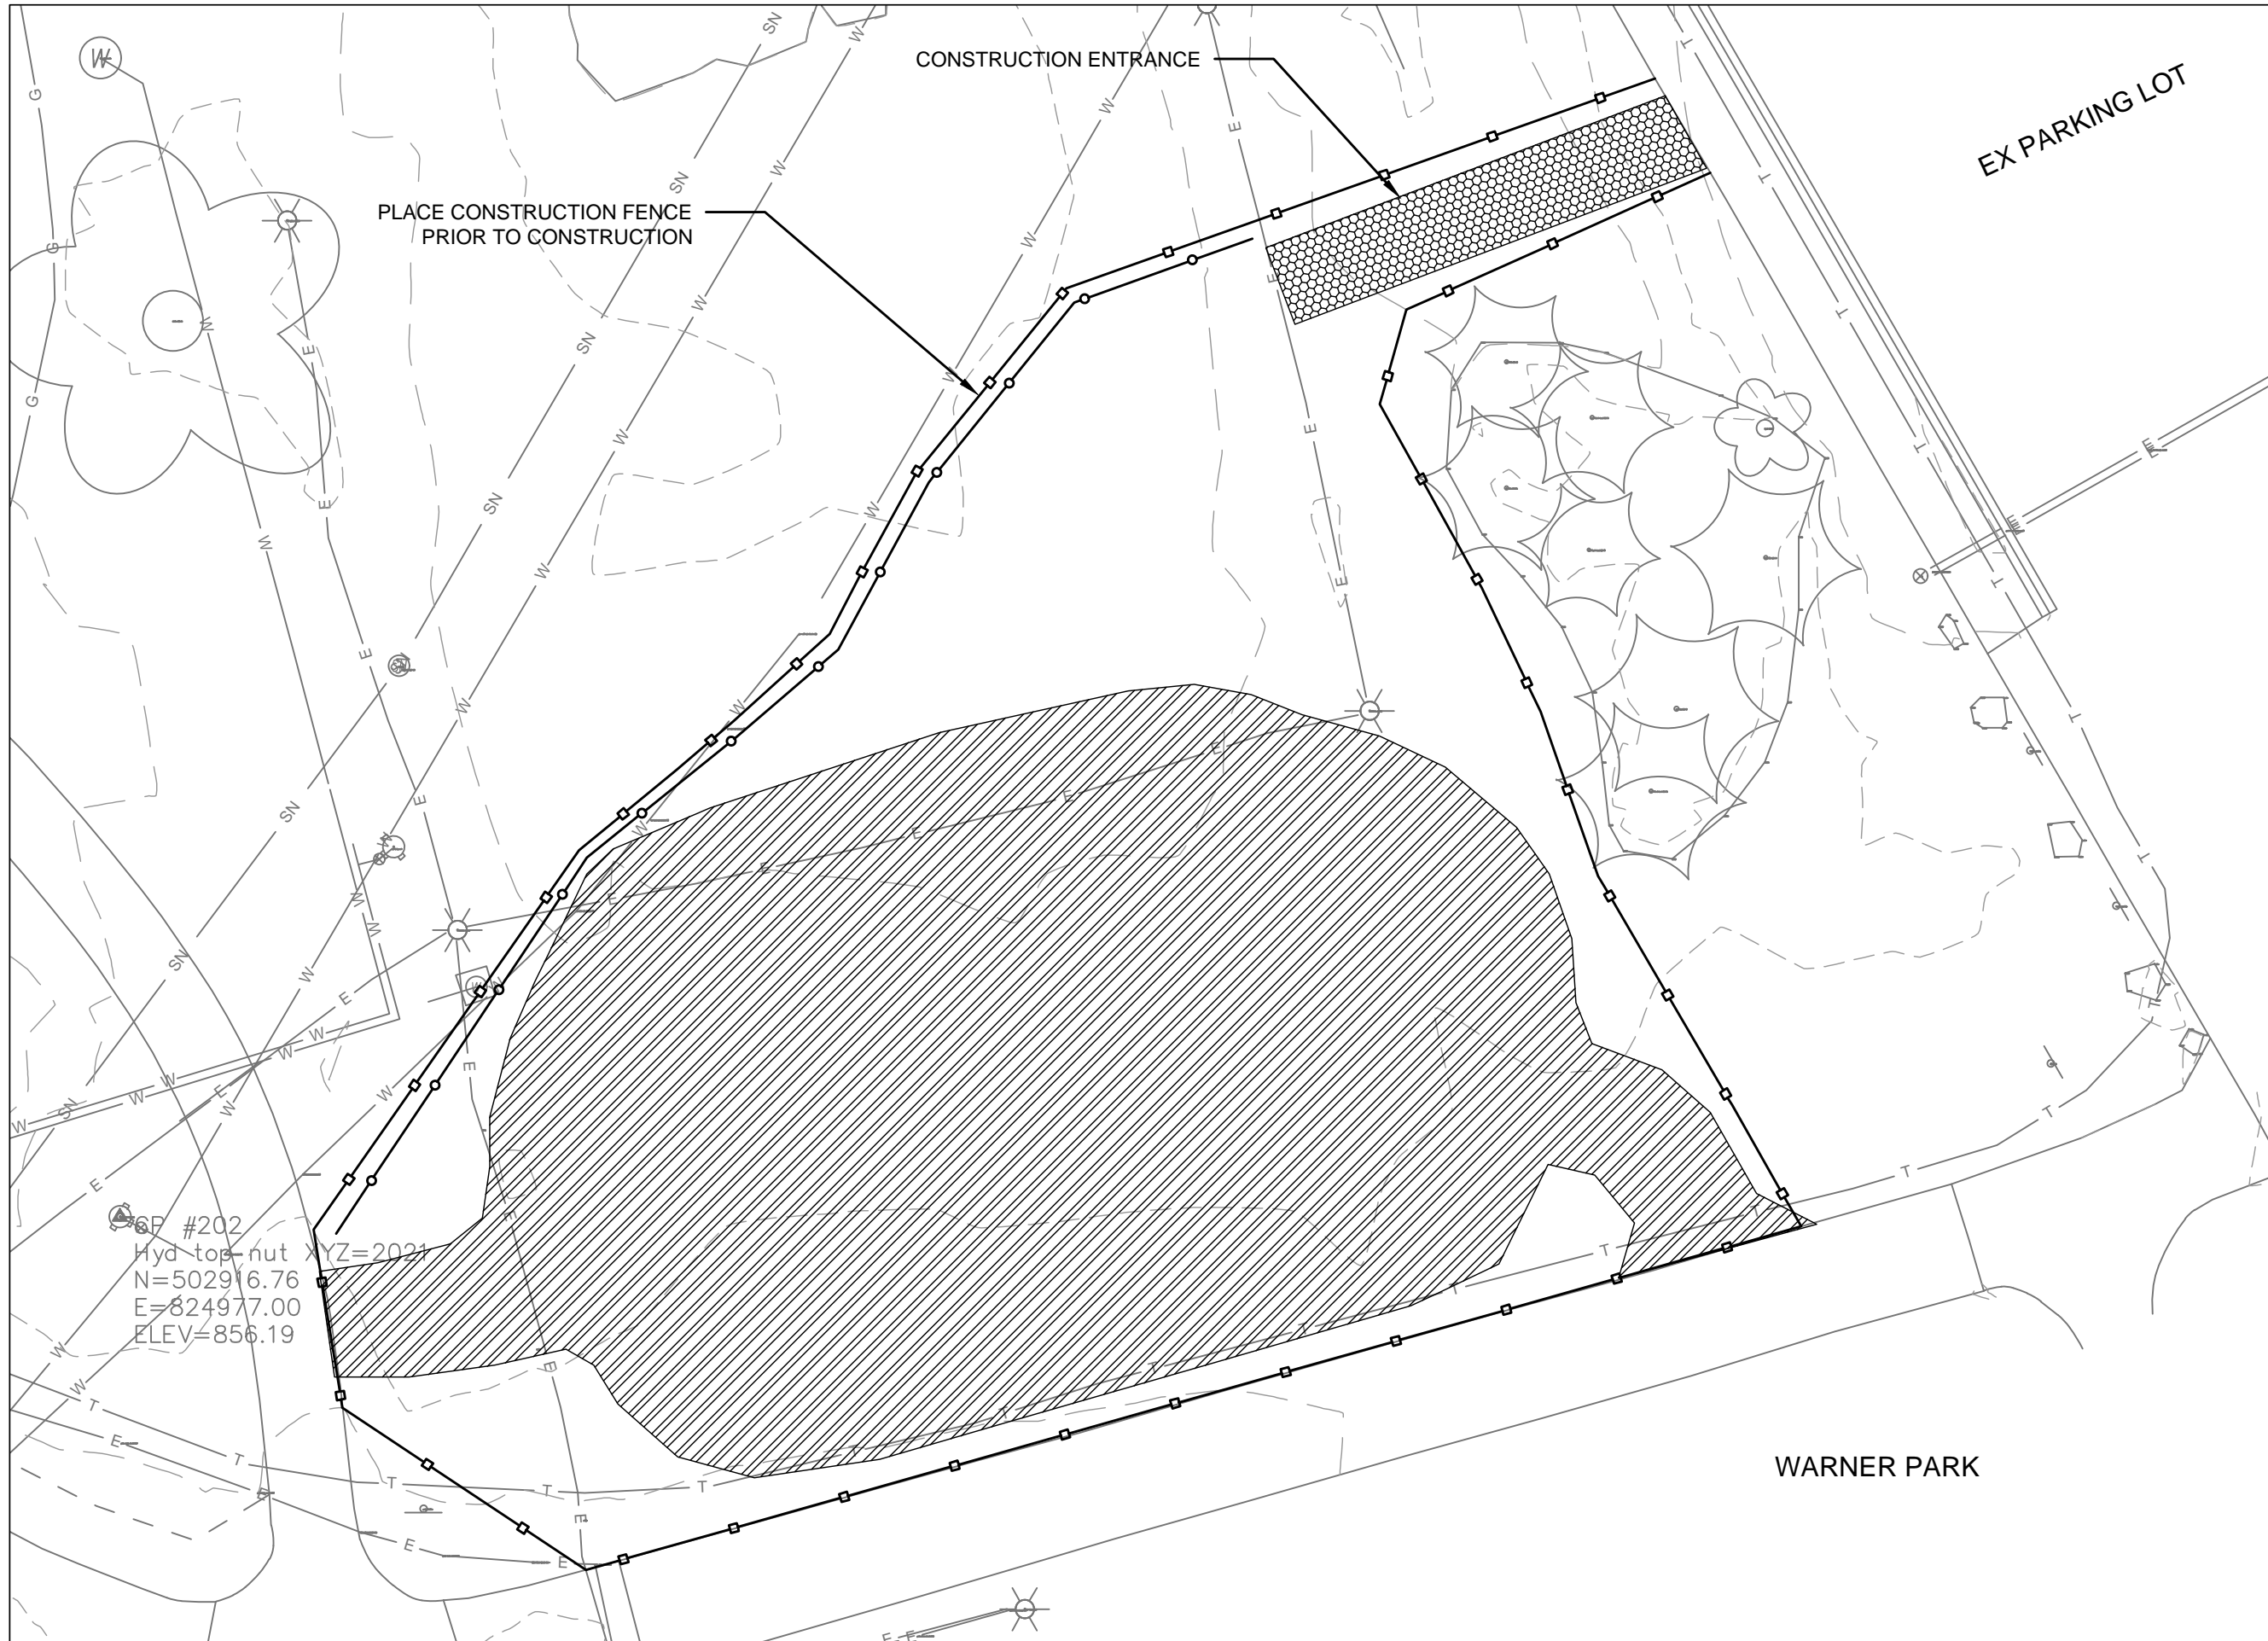 CONSTRUCTION ENTRANCE
EX PARKING LOT
PLACE CONSTRUCTION FENCE
PRIOR TO CONSTRUCTION
#202
Hyd top nut XYZ=2021
N=502916.76
E=824977.00
ELEV=856.19
WARNER PARK